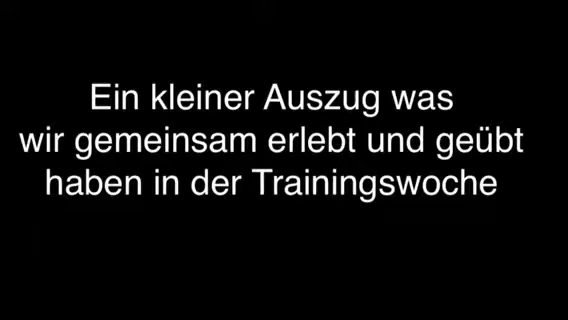 Ein kleiner Auszug was
wir gemeinsam erlebt und geübt
haben in der Trainingswoche